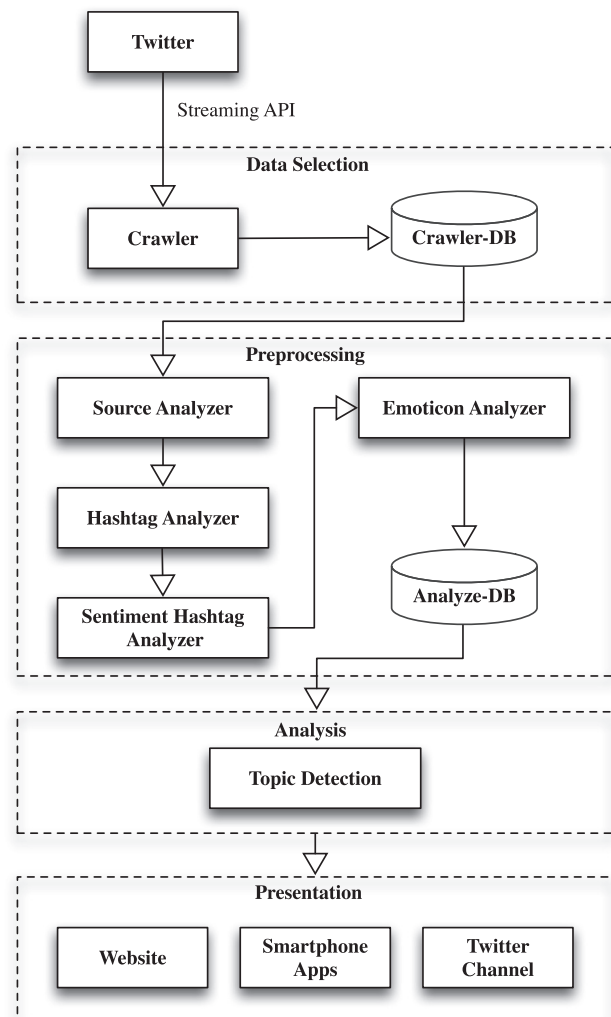 Twitter
Streaming API
Data Selection
Crawler
Crawler-DB
Preprocessing
Source Analyzer
Emoticon Analyzer
Hashtag Analyzer
Sentiment Hashtag
Analyzer
Analyze-DB
Analysis
Topic Detection
Presentation
Website
Smartphone
Apps
Twitter
Channel